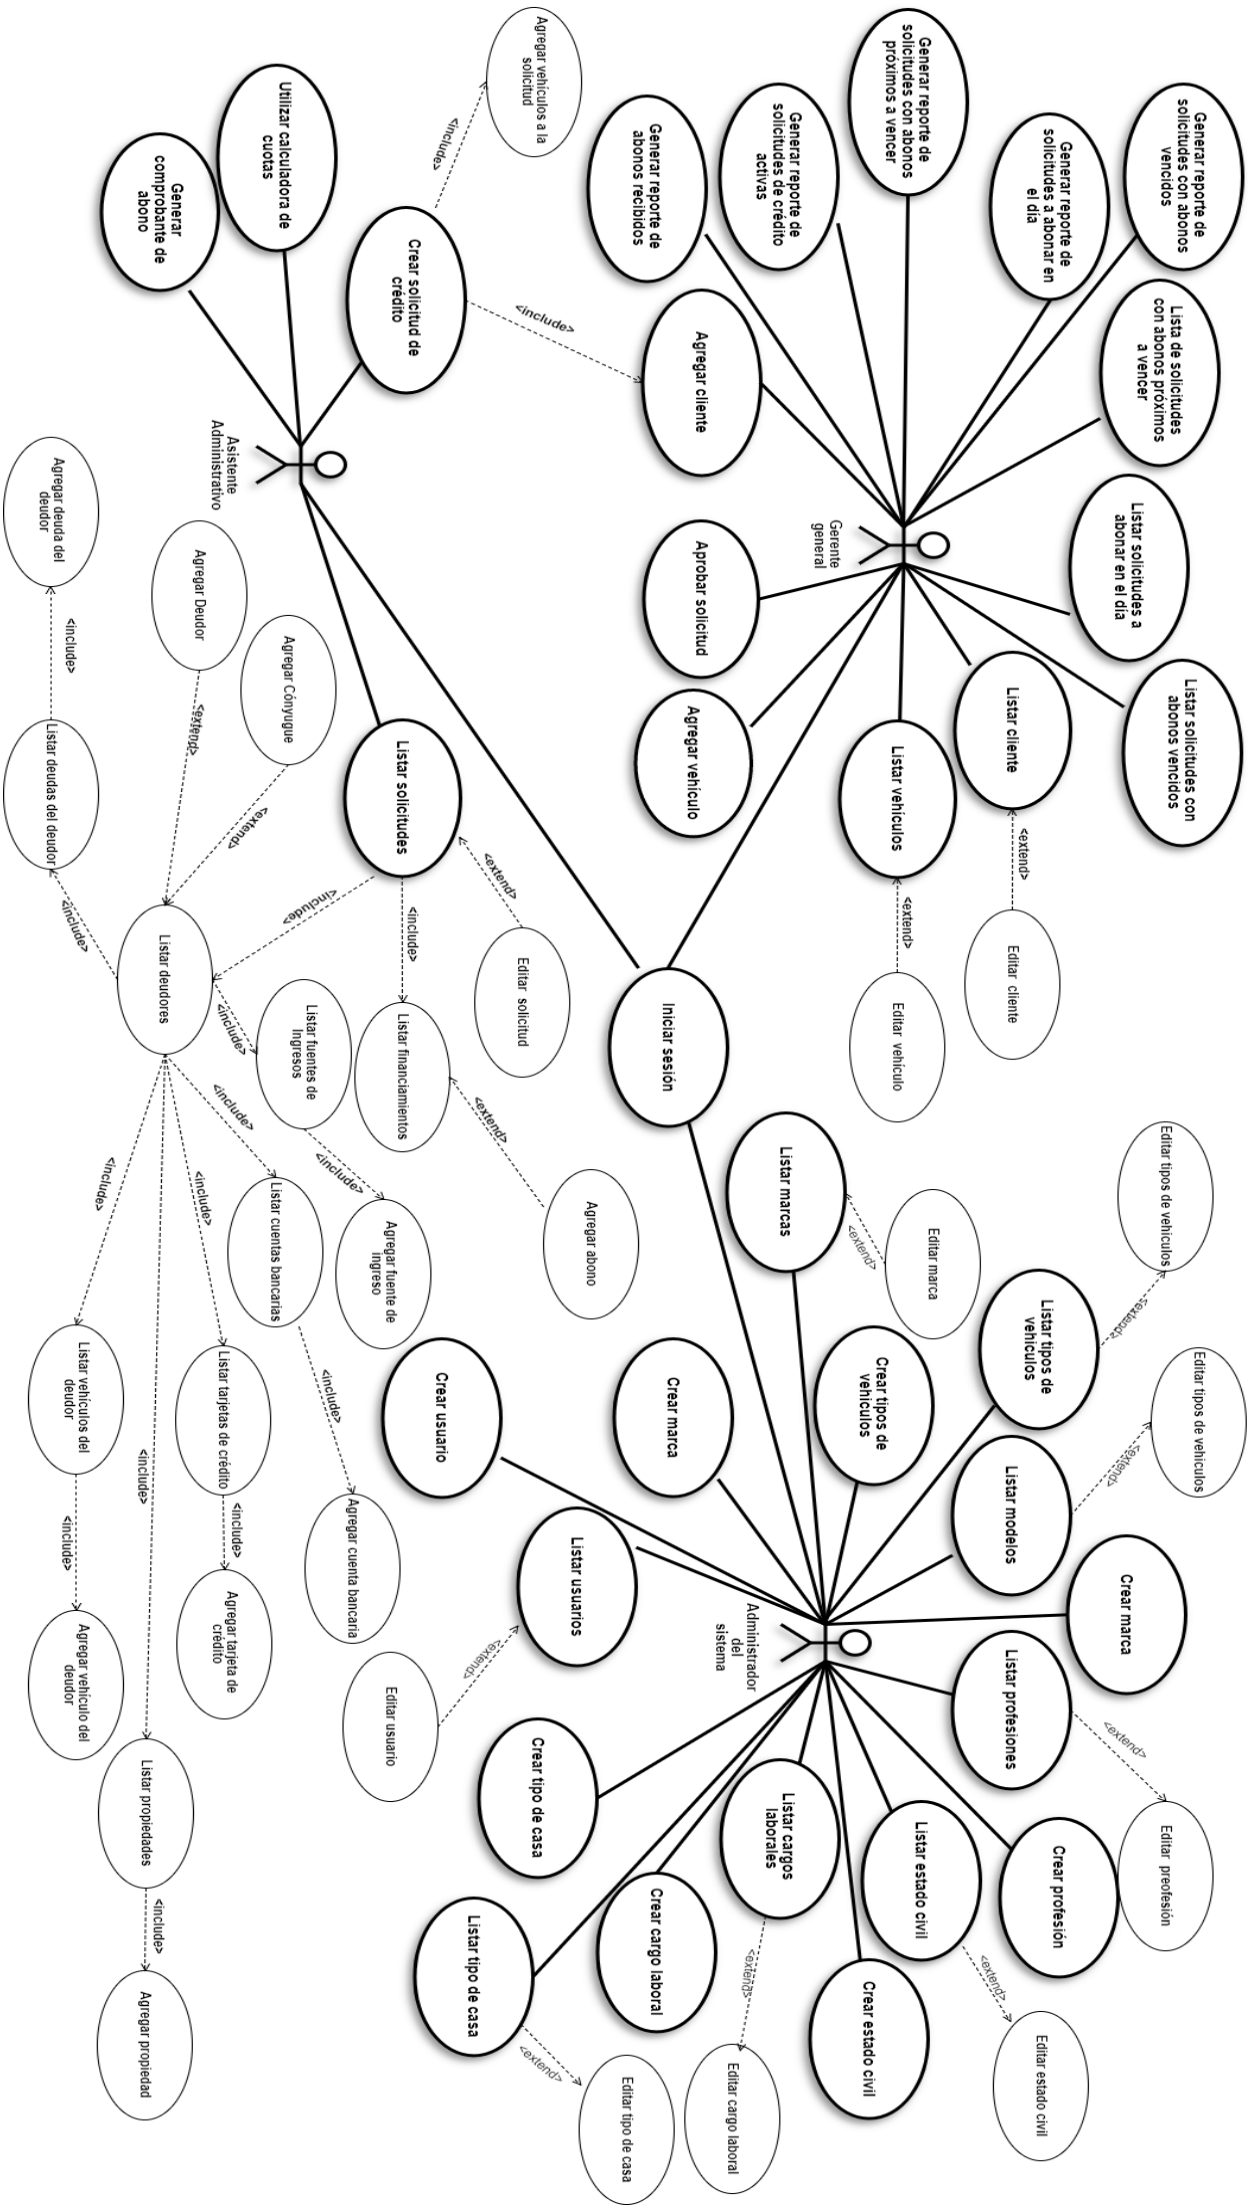 Agregar vehículos a la
solicitud
<include>
Utilizar calculadora de
cuotas
Generar
comprobante de
abono
Crear solicitud de
crédito
<include>
Asistente
Administrativo
Generar reporte de
solicitudes con abonos
vencidos
Generar reporte de
solicitudes a abonar en
el día
Generar reporte de
solicitudes con abonos
próximos a vencer
Generar reporte de
solicitudes de crédito
activas
Generar reporte de
abonos recibidos
Lista de solicitudes
con abonos próximos
a vencer
Agregar cliente
Gerente
general
Listar solicitudes a
abonar en el día
Listar solicitudes con
abonos vencidos
Listar cliente
<extend>
Editar cliente
Listar vehículos
<extend>
Editar vehículo
Aprobar solicitud
Agregar vehículo
Iniciar sesión
Listar solicitudes
<extend>
Editar solicitud
<include>
Listar financiamientos
<extend>
Agregar abono
<include>
Agregar Cónyugue
<extend>
Agregar Deudor
<extend>
Agregar deuda del
deudor
<include>
Listar deudas del deudor
<include>
Listar deudores
<include>
Listar fuentes de
Ingresos
<include>
Agregar fuente de
ingreso
<include>
Listar cuentas bancarias
<include>
Agregar cuenta bancaria
<include>
Listar tarjetas de crédito
<include>
Agregar tarjeta de
crédito
<include>
Listar vehículos del
deudor
<include>
Agregar vehículo del
deudor
<include>
Listar propiedades
<include>
Agregar propiedad
Listar marcas
<extend>
Editar marca
Editar tipos de vehiculos
<extend>
Listar tipos de
vehículos
Crear tipos de
vehículos
Editar tipos de vehiculos
<extend>
Listar modelos
Crear marca
Crear marca
Crear usuario
Listar usuarios
<extend>
Editar usuario
Administrador
del
sistema
Listar profesiones
<extend>
Editar preofesión
Crear profesión
Listar estado civil
<extend>
Editar estado civil
Crear estado civil
Listar cargos
laborales
<extend>
Editar cargo laboral
Crear cargo laboral
Crear tipo de casa
Listar tipo de casa
<extend>
Editar tipo de casa